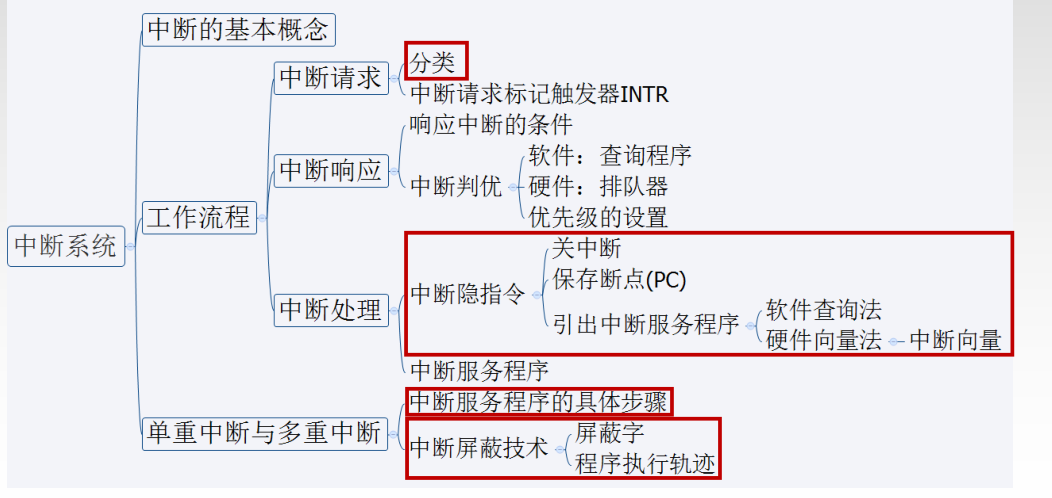 中断的基本概念
分类
中断请求
中断请求标记触发器INTR
响应中断的条件
软件：查询程序
中断响应
中断判优
硬件：排队器
优先级的设置
工作流程
中断系统
关中断
保存断点(PC)
中断隐指令
中断处理
引出中断服务程序
软件查询法
硬件向量法
中断向量
中断服务程序
中断服务程序的具体步骤
单重中断与多重中断
中断屏蔽技术
屏蔽字
程序执行轨迹